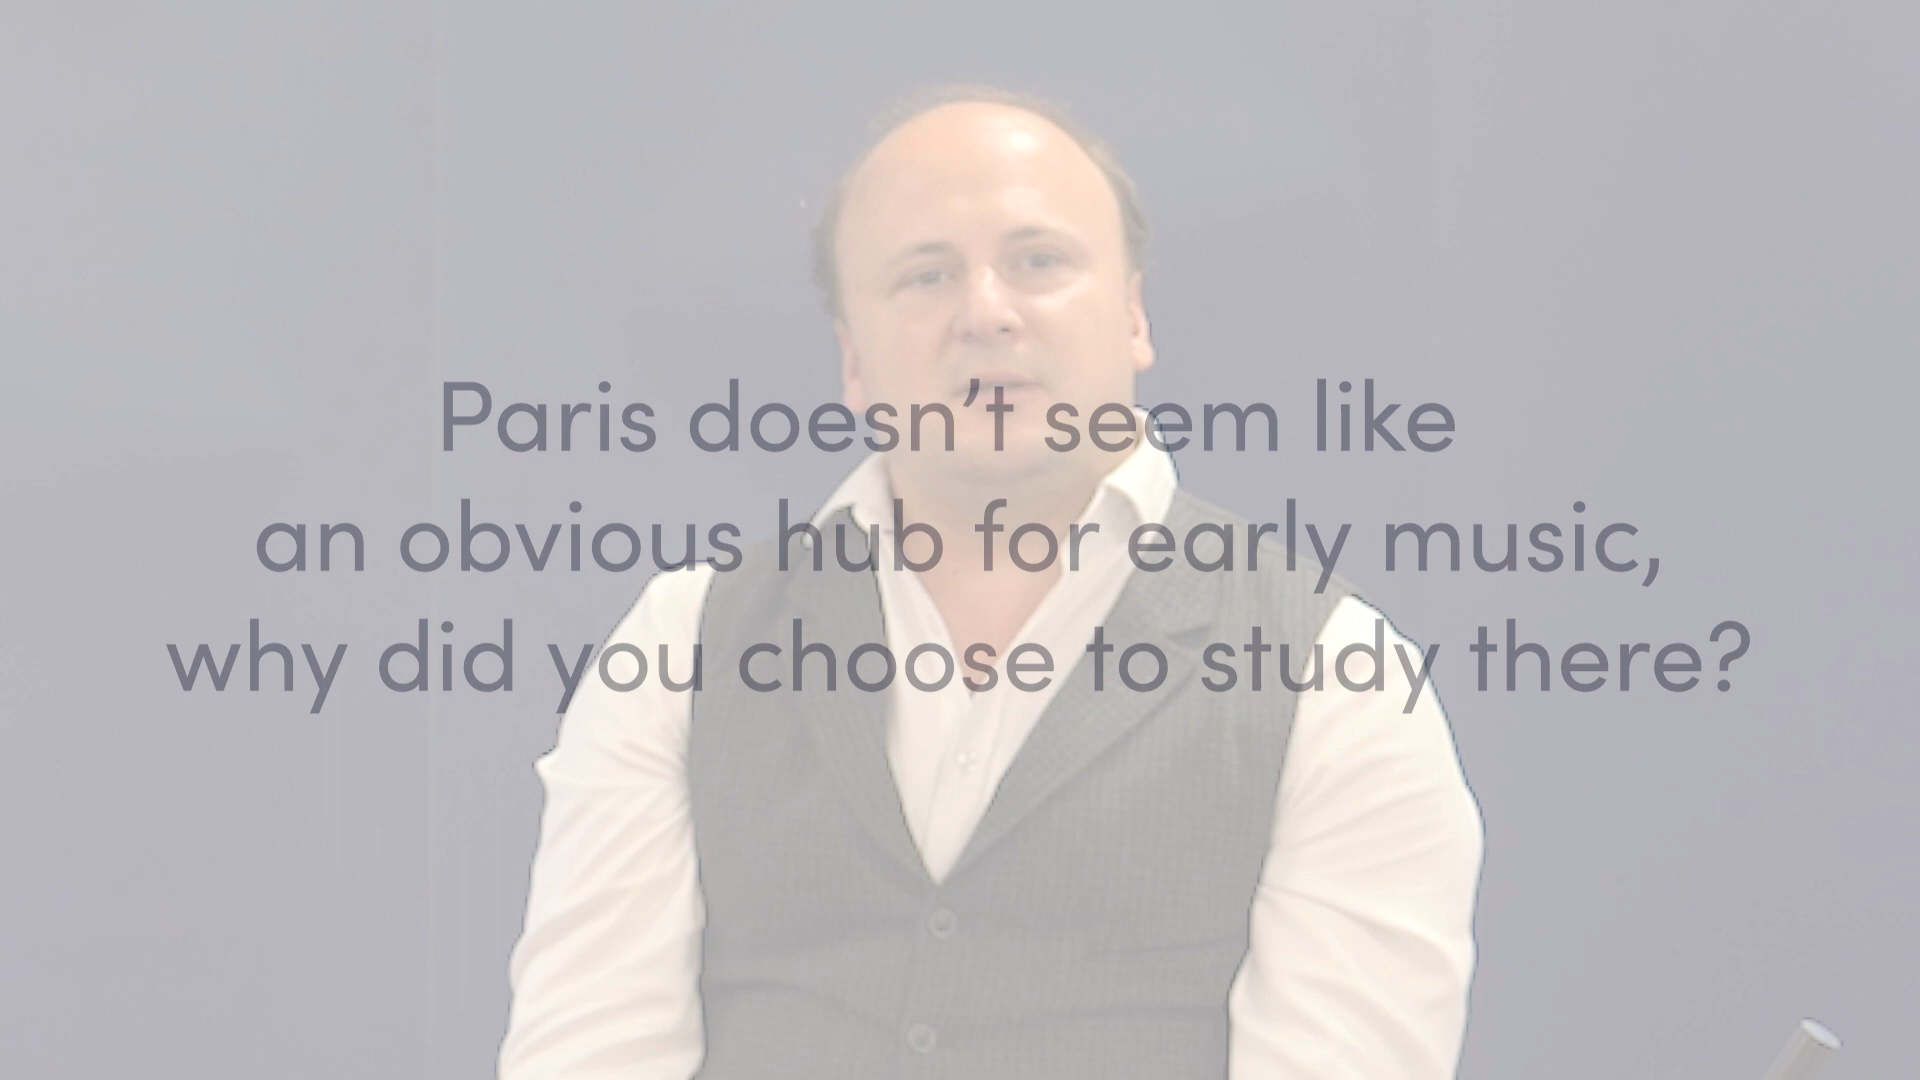 Paris doesn’t seem like
an obvious hub for early music,
why did you choose to study there?